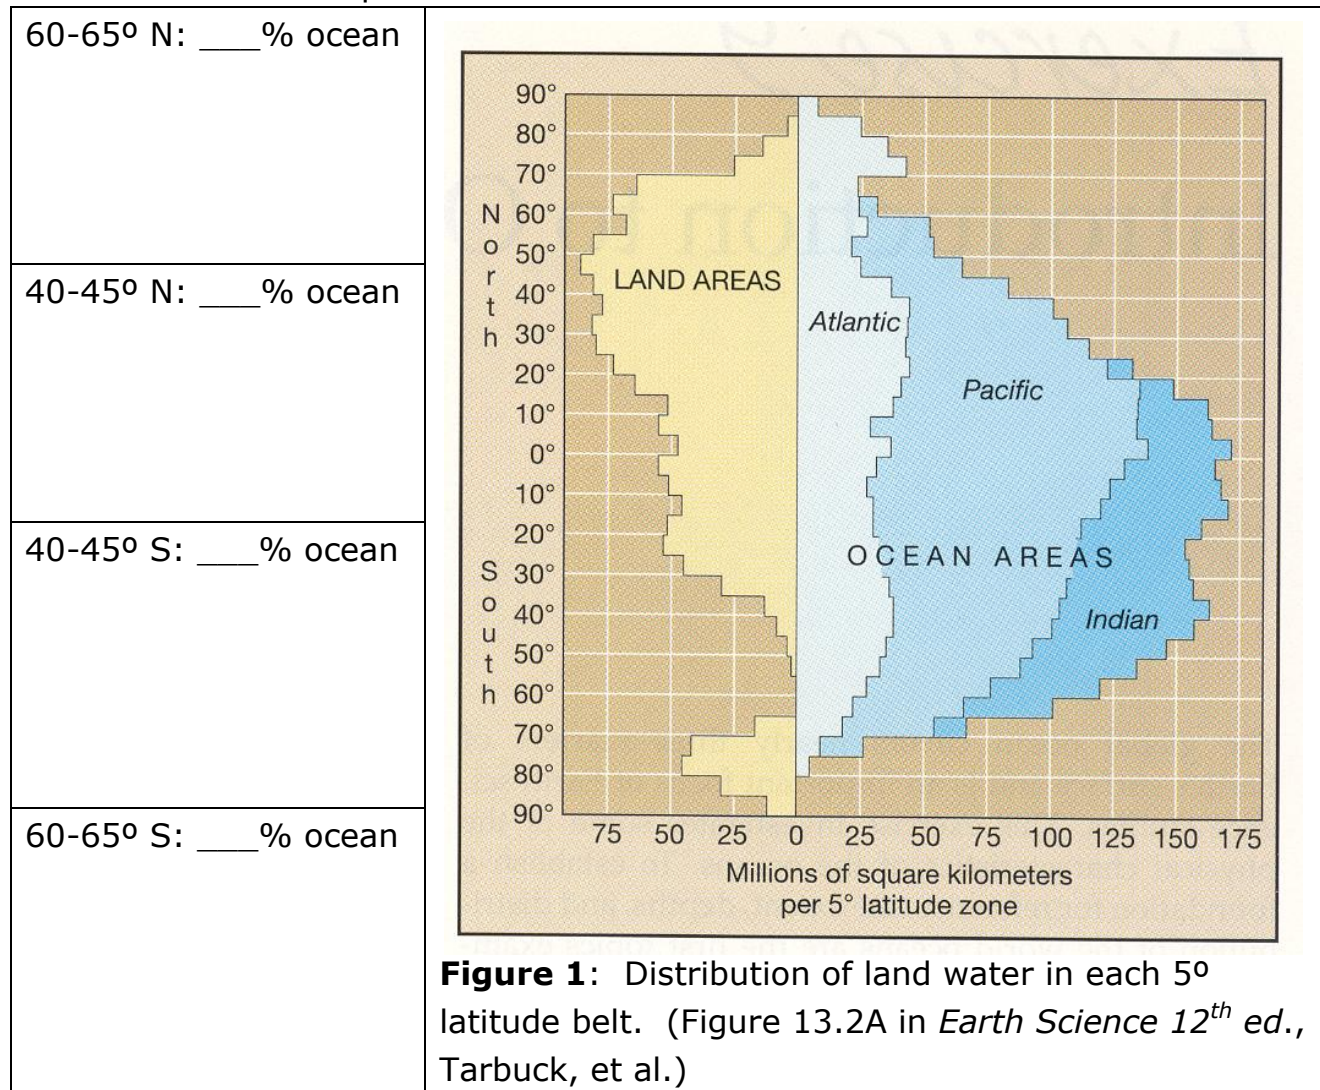 60-65º N: ___% ocean
40-45º N: ___% ocean
40-45º S: ___% ocean
60-65º S: ___% ocean
90°
80°
70°
60°
50°
40°
30°
20°
10°
0°
10°
20°
30°
40°
50°
60°
70°
80°
90°
North
South
LAND AREAS
Atlantic
Pacific
OCEAN AREAS
Indian
75 50 25 0 25 50 75 100 125 150 175
Millions of square kilometers
per 5° latitude zone
Figure 1: Distribution of land water in each 5º
latitude belt. (Figure 13.2A in Earth Science 12th ed.,
Tarbuck, et al.)